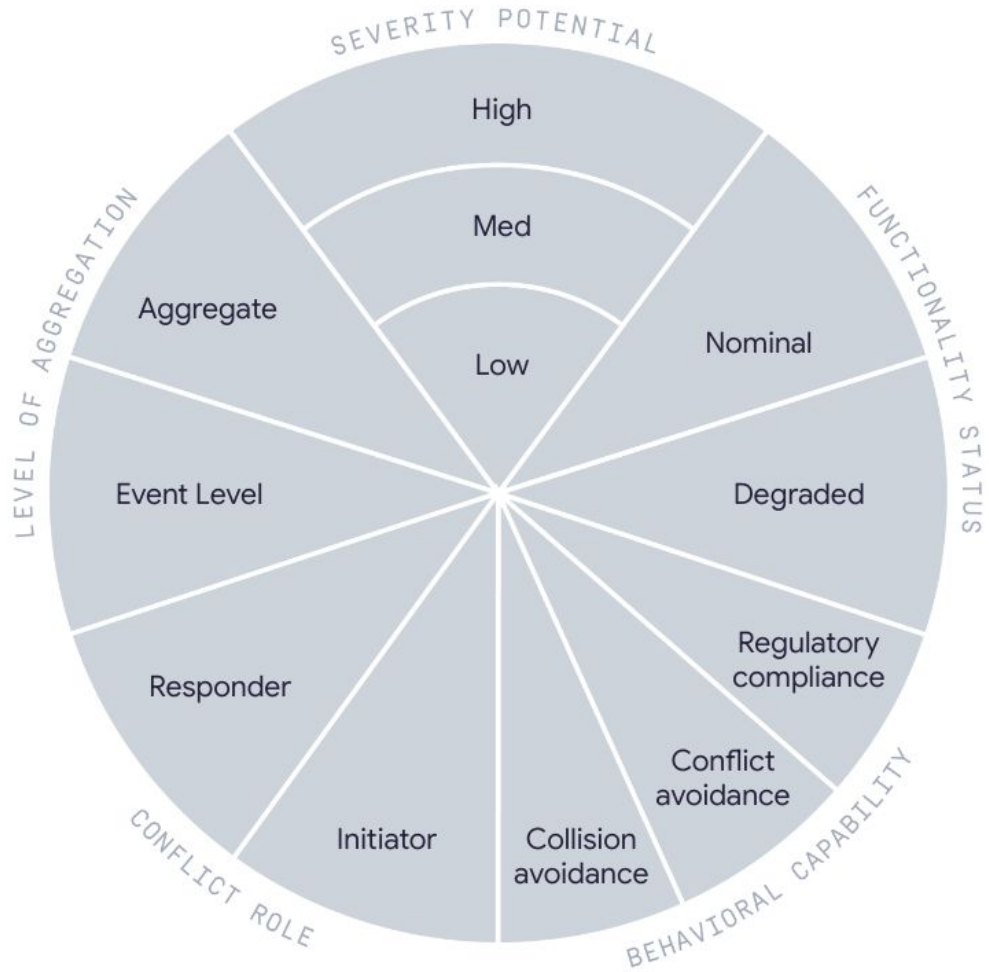 SEVERITY POTENTIAL
High
Med
Low
FUNCTIONALITY STATUS
Nominal
Degraded
BEHAVIORAL CAPABILITY
Regulatory
compliance
Conflict
avoidance
Collision
avoidance
CONFLICT ROLE
Initiator
Responder
LEVEL OF AGGREGATION
Event Level
Aggregate